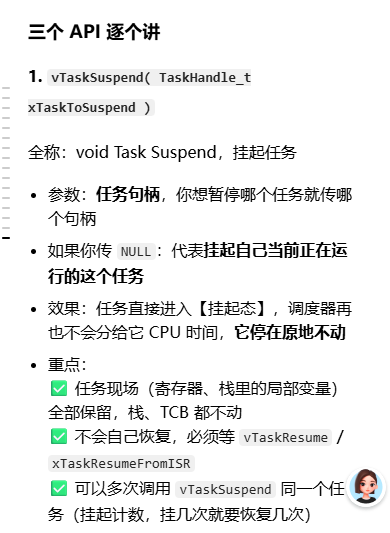 三个 API 逐个讲
1. vTaskSuspend( TaskHandle_t
xTaskToSuspend )
全称：void Task Suspend，挂起任务
• 参数：任务句柄，你想暂停哪个任务就传哪
个句柄
• 如果你传 NULL：代表挂起自己当前正在运
行的这个任务
• 效果：任务直接进入【挂起态】，调度器再
也不会分给它 CPU 时间，它停在原地不动
• 重点：
✅ 任务现场（寄存器、栈里的局部变量）
全部保留，栈、TCB 都不动
✅ 不会自己恢复，必须等 vTaskResume /
xTaskResumeFromISR
✅ 可以多次调用 vTaskSuspend 同一个任
务（挂起计数，挂几次就要恢复几次）